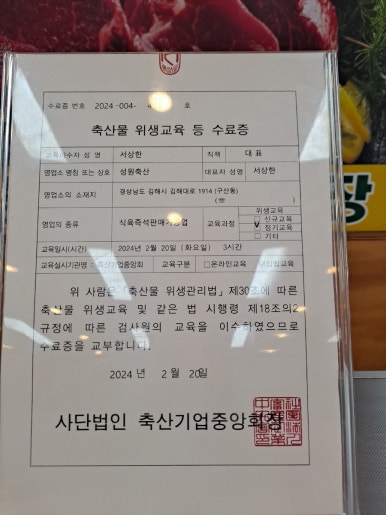 수료증 번호 2024 -004- 호
축산물 위생교육 등 수료증
교육이수자 성 명 서상한 직책 대 표
영업소 명칭 또는 상호 성원축산 대표자 성명 서상한
영업소의 소재지 경상남도 김해시 김해대로 1914 (구산동)
(☎ )
영업의 종류 식육즉석판매가공업 교육과정 위생교육
□ 신규교육
☑ 정기교육
□ 기타
교육일시(시간) 2024년 2월 20일 (화요일) 3시간
교육실시기관명 축산기업중앙회 교육구분 □온라인교육 교육
위 사람은「축산물 위생관리법」제30조에 따른
축산물 위생교육 및 같은 법 시행령 제18조의2
규정에 따른 검사원의 교육을 이수하였으므로
수료증을 교부합니다.
2024 년 2 월 20일
사단법인 축산기업중앙회장
장